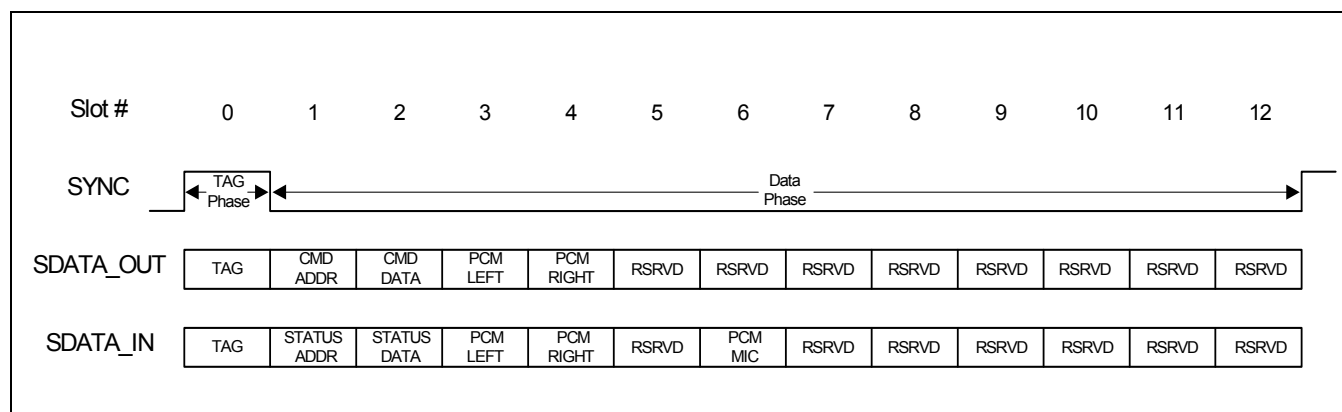 Slot # 0 1 2 3 4 5 6 7 8 9 10 11 12
SYNC TAG Phase Data Phase
SDATA_OUT TAG CMD ADDR CMD DATA PCM LEFT PCM RIGHT RSRVD RSRVD RSRVD RSRVD RSRVD RSRVD RSRVD RSRVD
SDATA_IN TAG STATUS ADDR STATUS DATA PCM LEFT PCM RIGHT RSRVD PCM MIC RSRVD RSRVD RSRVD RSRVD RSRVD RSRVD